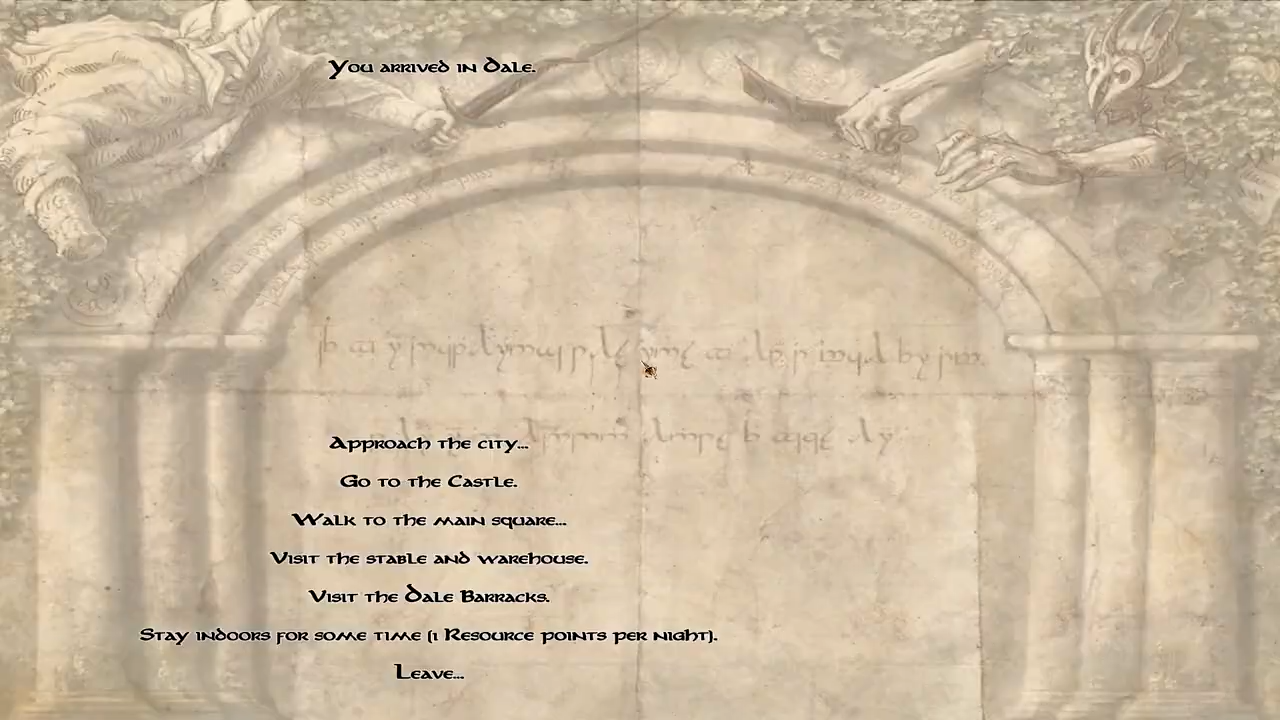 You arrived in Dale.
Approach the city...
Go to the Castle.
Walk to the main square...
Visit the stable and warehouse.
Visit the Dale Barracks.
Stay indoors for some time (1 Resource points per night).
Leave...